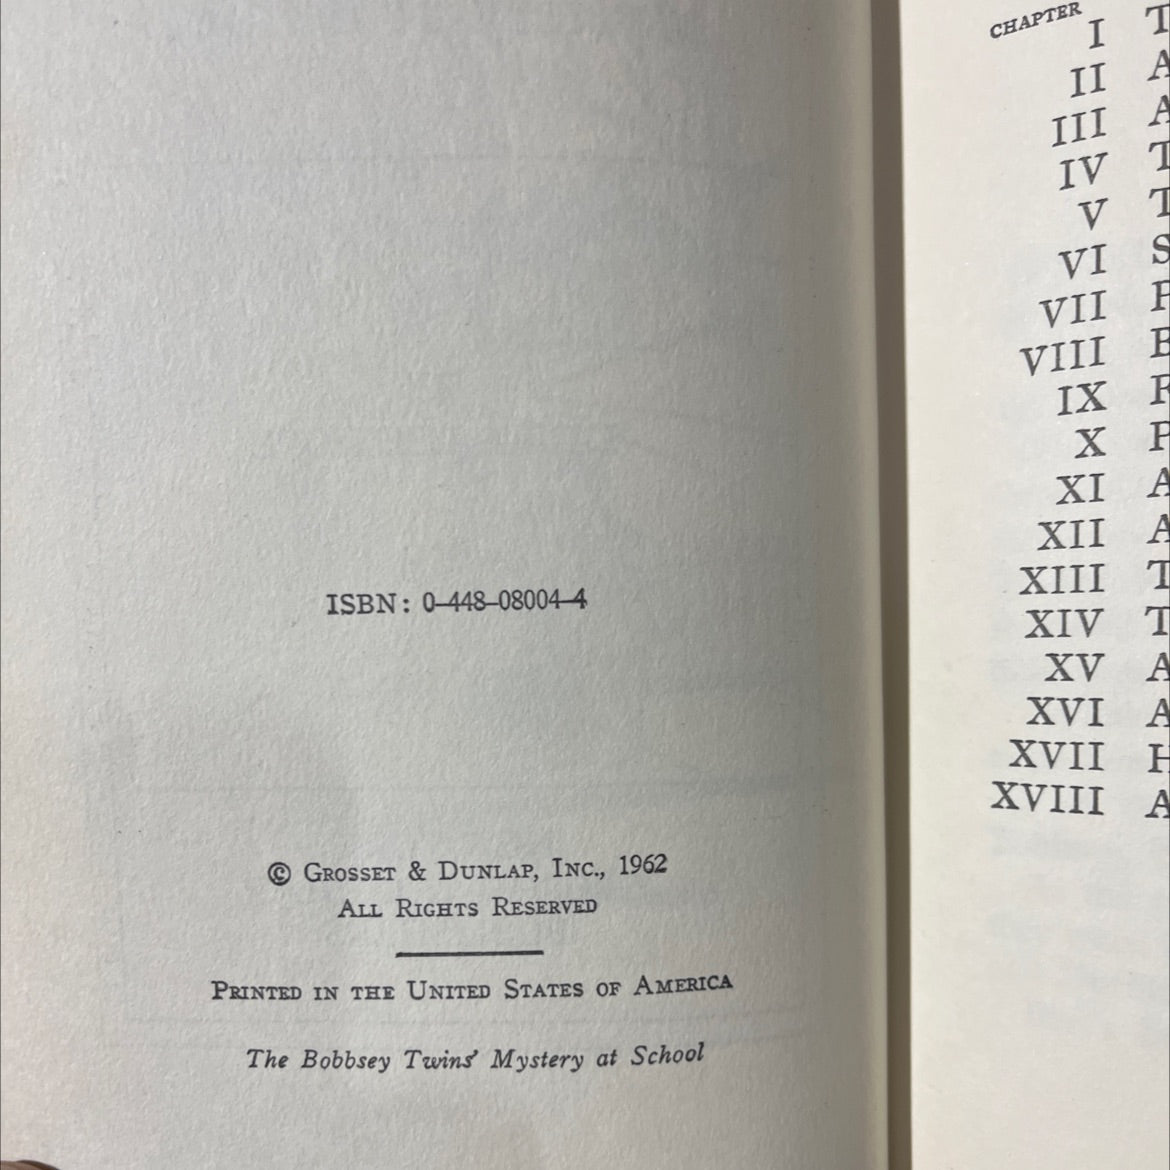 ISBN: 0-448-08004-4
© GROSSET & DUNLAP, INC., 1962
ALL RIGHTS RESERVED
PRINTED IN THE UNITED STATES OF AMERICA
The Bobbsey Twins' Mystery at School
CHAPTER
I T
II A
III A
IV T
V T
VI S
VII
VIII
IX
X P
XI A
XII A
XIII T
XIV T
XV A
XVI A
XVII H
XVIII A